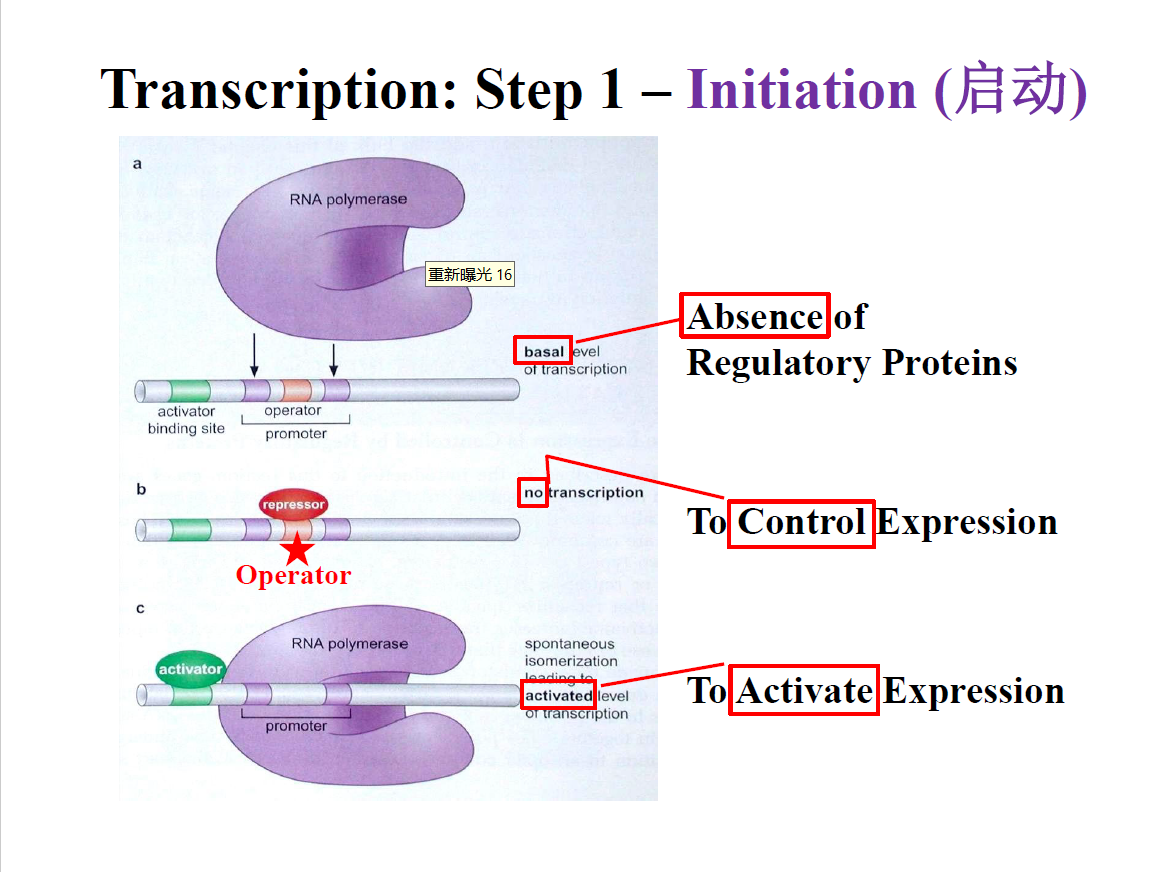 Transcription: Step 1 – Initiation (启动)
a
RNA polymerase
重新曝光 16
basal level
of transcription
Absence of
Regulatory Proteins
activator
binding site
operator
promoter
b
repressor
no transcription
To Control Expression
Operator
c
RNA polymerase
activator
promoter
spontaneous
isomerization
leading to
activated level
of transcription
To Activate Expression